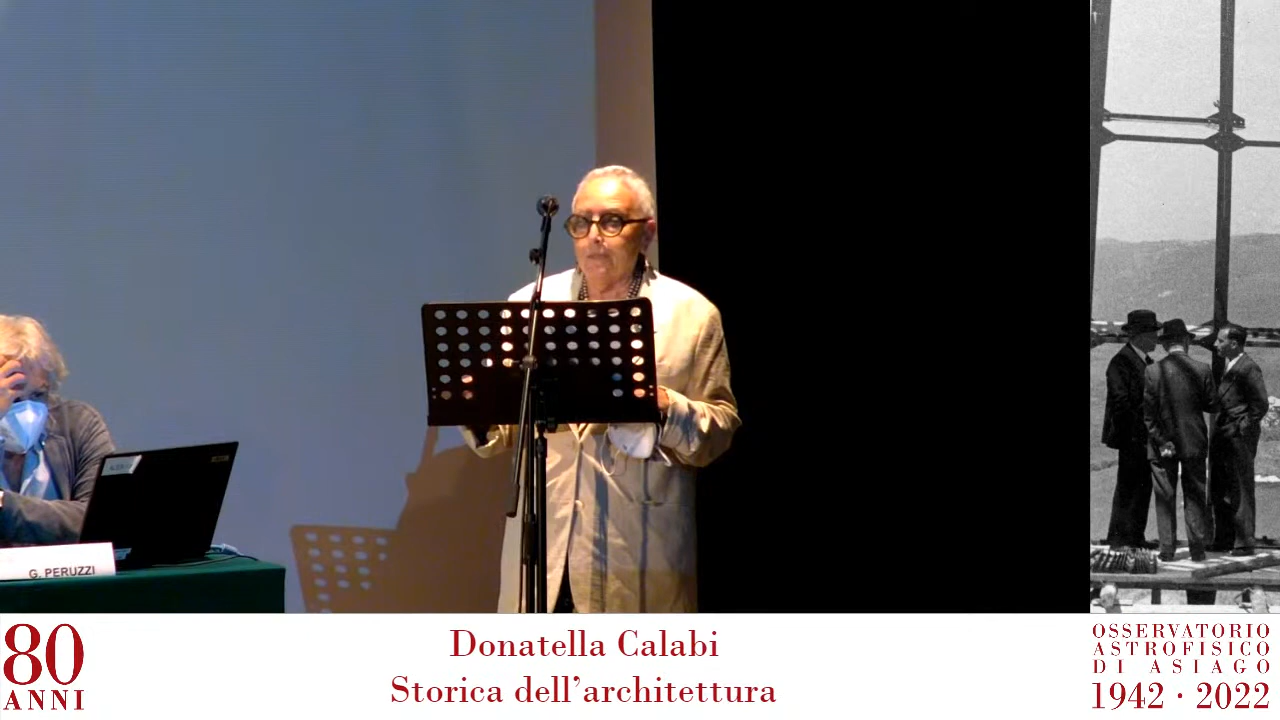 G. PERUZZI
80
ANNI
Donatella Calabi
Storica dell'architettura
OSSERVATORIO
ASTROFISICO
DI ASIAGO
1942 · 2022